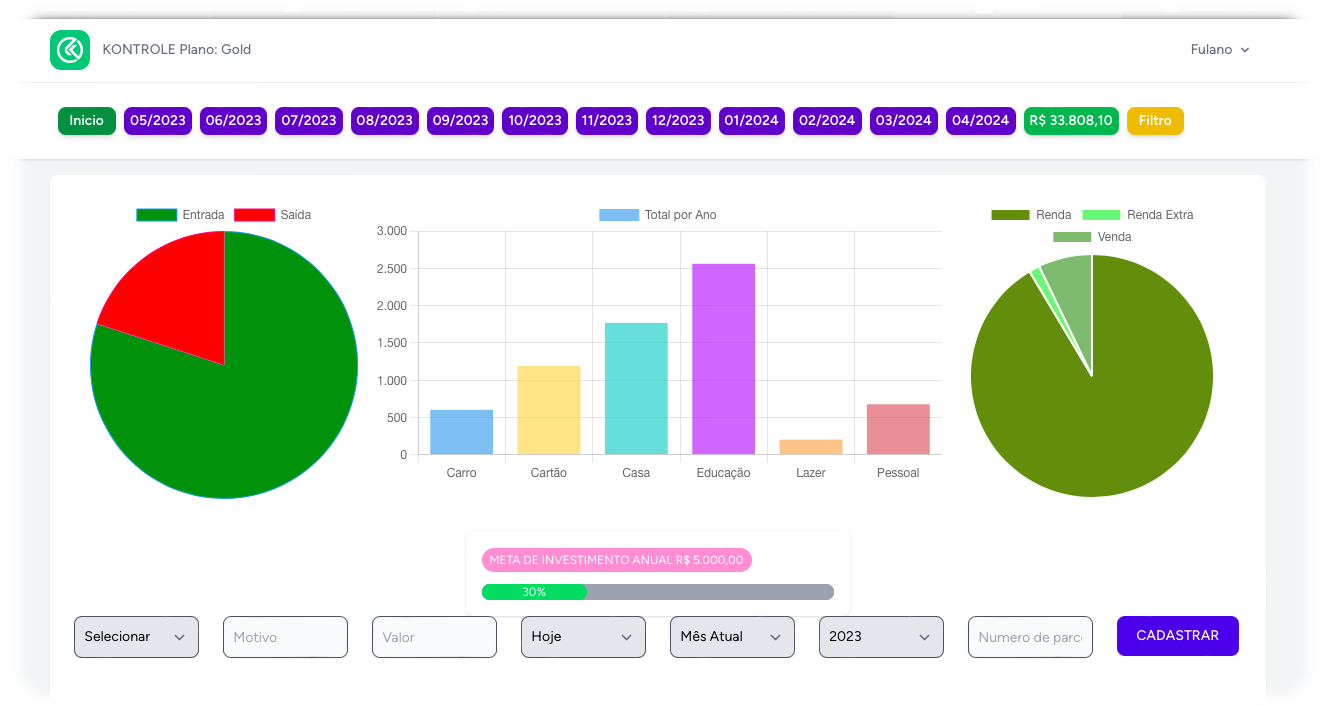 KONTROLE Plano: Gold
Fulano
Inicio 05/2023 06/2023 07/2023 08/2023 09/2023 10/2023 11/2023 12/2023 01/2024 02/2024 03/2024 04/2024 R$ 33.808,10 Filtro
Entrada Saída
Total por Ano
3.000
2.500
2.000
1.500
1.000
500
0
Carro Cartão Casa Educação Lazer Pessoal
Renda Renda Extra
Venda
META DE INVESTIMENTO ANUAL R$ 5.000,00
30%
Selecionar Motivo Valor Hoje Mês Atual 2023 Numero de parc CADASTRAR